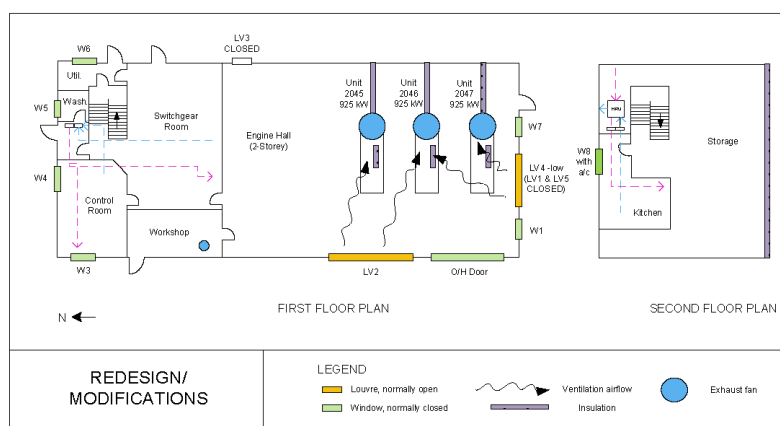 LV3
CLOSED
W6
Util.
Wash.
W5
Switchgear
Room
Engine Hall
(2-Storey)
Unit
2045
925 kW
Unit
2046
925 kW
Unit
2047
925 kW
W7
LV4 -low
(LV1 & LV5
CLOSED)
W4
Control
Room
Workshop
W1
W3
LV2
O/H Door
HRU
Storage
W8
with
a/c
Kitchen
FIRST FLOOR PLAN
SECOND FLOOR PLAN
N
REDESIGN/
MODIFICATIONS
LEGEND
Louvre, normally open
Ventilation airflow
Exhaust fan
Window, normally closed
Insulation